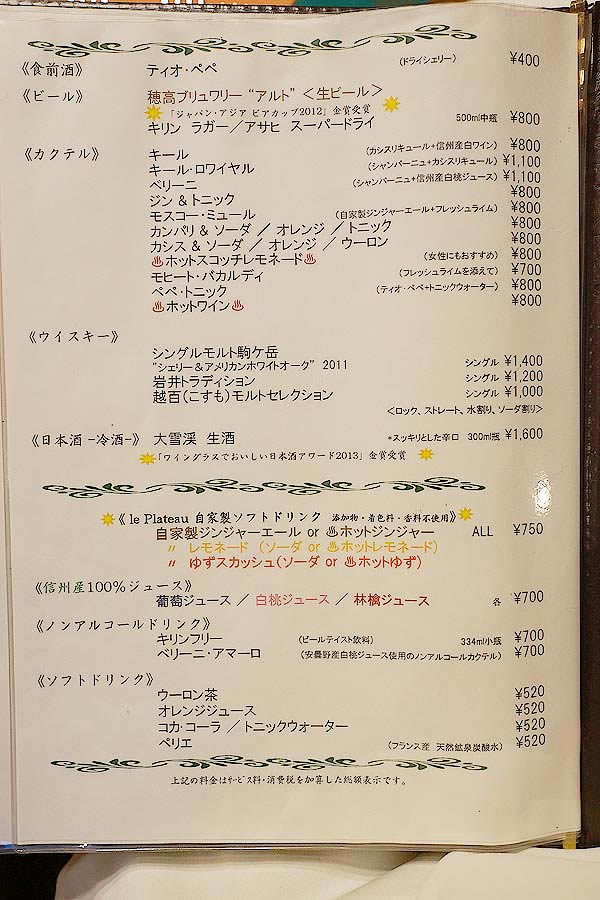 《食前酒》 ティオ・ペペ (ドライシェリー) ¥400
《ビール》 穂高ブリュワリー “アルト” ＜生ビール＞
「ジャパン・アジア ビアカップ2012」金賞受賞
キリン ラガー／アサヒ スーパードライ 500ml中瓶 ¥800
《カクテル》 キール (カシスリキュール+信州産白ワイン) ¥800
キール・ロワイヤル (シャンパーニュ+カシスリキュール) ¥1,100
ベリーニ (シャンパーニュ+信州産白桃ジュース) ¥1,100
ジン & トニック ¥800
モスコー・ミュール (自家製ジンジャーエール+フレッシュライム) ¥800
カンパリ & ソーダ ／ オレンジ ／ トニック ¥800
カシス & ソーダ ／ オレンジ ／ ウーロン ¥800
♨ホットスコッチレモネード♨ (女性にもおすすめ) ¥800
モヒート・バカルディ (フレッシュライムを添えて) ¥700
ペペ・トニック (ティオ・ペペ+トニックウォーター) ¥800
♨ホットワイン♨ ¥800
《ウイスキー》
シングルモルト駒ケ岳
“シェリー&アメリカンホワイトオーク” 2011 シングル ¥1,400
岩井トラディション シングル ¥1,200
越百(こすも)モルトセレクション シングル ¥1,000
＜ロック、ストレート、水割り、ソーダ割り＞
《日本酒 -冷酒-》 大雪渓 生酒 *スッキリとした辛口 300ml瓶 ¥1,600
「ワイングラスでおいしい日本酒アワード2013」金賞受賞
《 le Plateau 自家製ソフトドリンク 添加物・着色料・香料不使用》
自家製ジンジャーエール or ♨ホットジンジャー ALL ¥750
〃 レモネード (ソーダ or ♨ホットレモネード)
〃 ゆずスカッシュ(ソーダ or ♨ホットゆず)
《信州産100%ジュース》
葡萄ジュース ／ 白桃ジュース ／ 林檎ジュース 各 ¥700
《ノンアルコールドリンク》
キリンフリー (ビールテイスト飲料) 334ml小瓶 ¥700
ベリーニ・アマーロ (安曇野産白桃ジュース使用のノンアルコールカクテル) ¥700
《ソフトドリンク》
ウーロン茶 ¥520
オレンジジュース ¥520
コカ・コーラ ／トニックウォーター ¥520
ペリエ (フランス産 天然鉱泉炭酸水) ¥520
上記の料金はサービス料・消費税を加算した総額表示です。